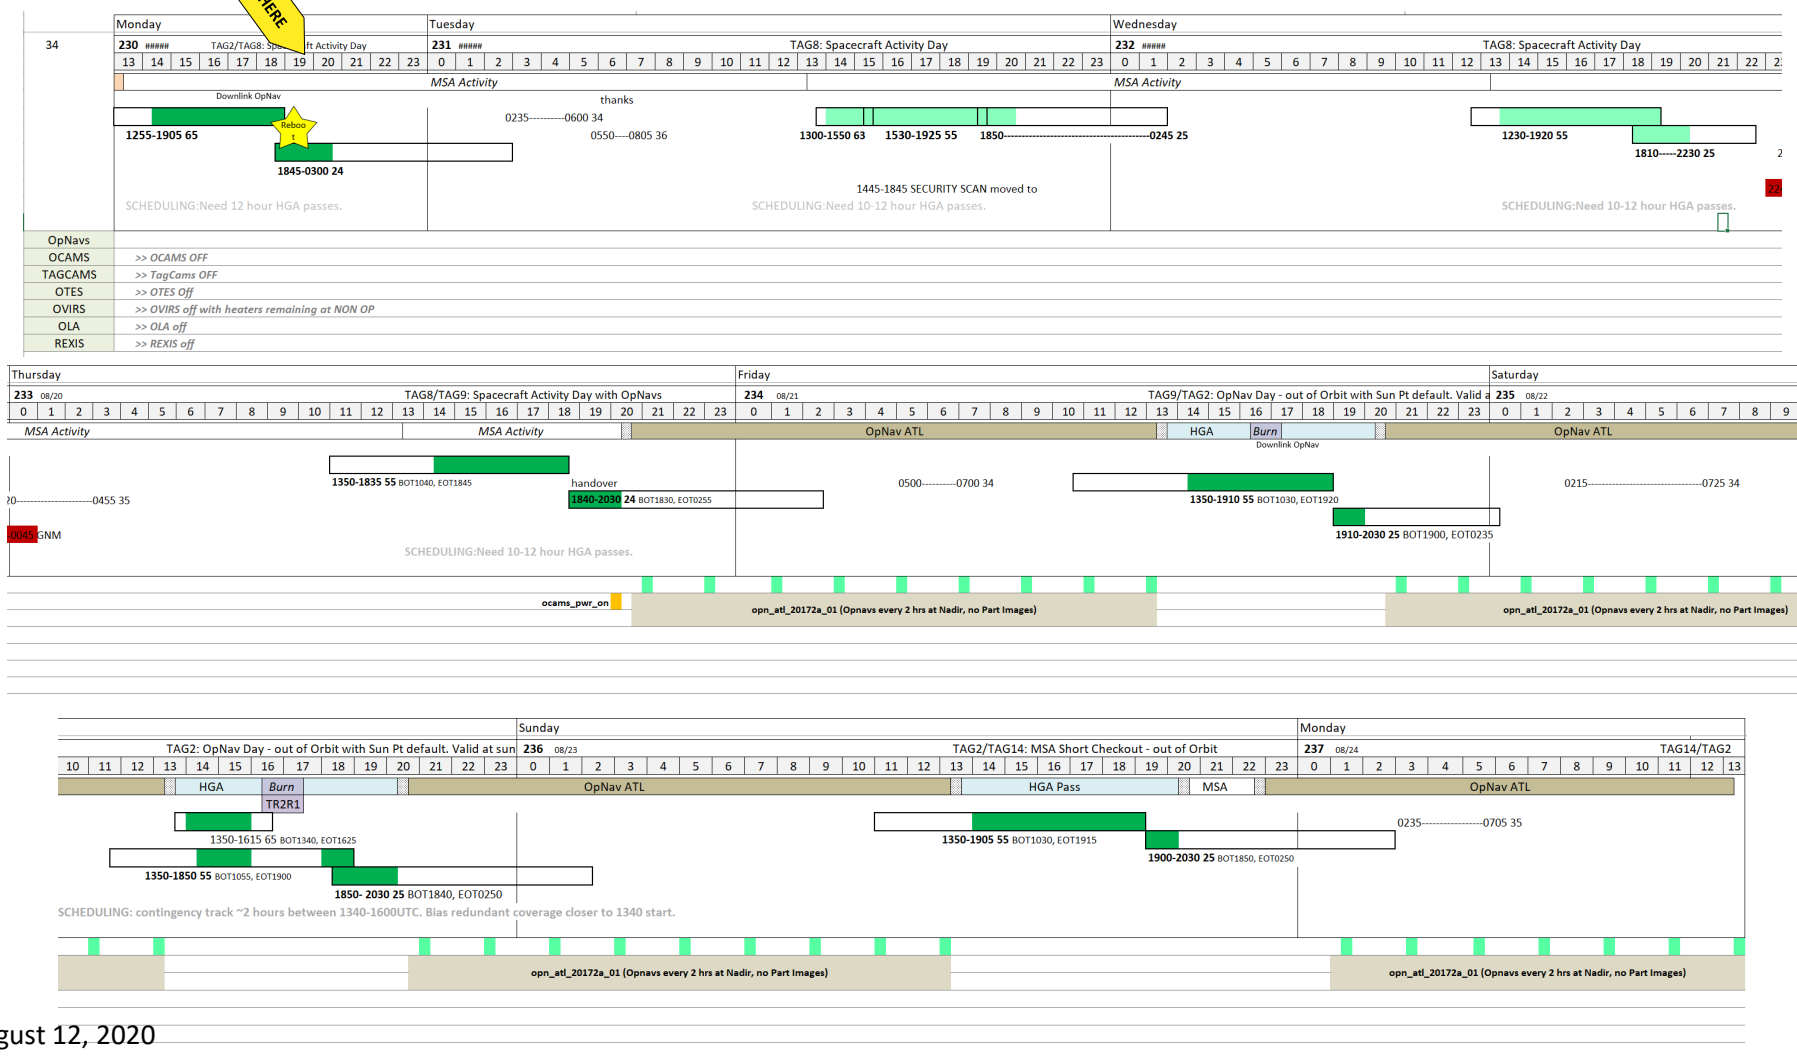 HERE
Monday Tuesday Wednesday
34 230 ##### TAG2/TAG8: Sp ft Activity Day 231 ##### TAG8: Spacecraft Activity Day 232 ##### TAG8: Spacecraft Activity Day
13 14 15 16 17 18 19 20 21 22 23 0 1 2 3 4 5 6 7 8 9 10 11 12 13 14 15 16 17 18 19 20 21 22 23 0 1 2 3 4 5 6 7 8 9 10 11 12 13 14 15 16 17 18 19 20 21 22
MSA Activity MSA Activity
Downlink OpNav
thanks
Reboo
t
0235----------0600 34
1255-1905 65 0550----0805 36 1300-1550 63 1530-1925 55 1850----------------------------------0245 25 1230-1920 55
1810-----2230 25 2
1845-0300 24
1445-1845 SECURITY SCAN moved to
SCHEDULING:Need 12 hour HGA passes. SCHEDULING:Need 10-12 hour HGA passes. SCHEDULING:Need 10-12 hour HGA passes.
OpNavs
OCAMS >> OCAMS OFF
TAGCAMS >> TagCams OFF
OTES >> OTES Off
OVIRS >> OVIRS off with heaters remaining at NON OP
OLA >> OLA off
REXIS >> REXIS off
Thursday Friday Saturday
233 08/20 TAG8/TAG9: Spacecraft Activity Day with OpNavs 234 08/21 TAG9/TAG2: OpNav Day - out of Orbit with Sun Pt default. Valid a 235 08/22
0 1 2 3 4 5 6 7 8 9 10 11 12 13 14 15 16 17 18 19 20 21 22 23 0 1 2 3 4 5 6 7 8 9 10 11 12 13 14 15 16 17 18 19 20 21 22 23 0 1 2 3 4 5 6 7 8 9
MSA Activity MSA Activity OpNav ATL HGA Burn OpNav ATL
Downlink OpNav
1350-1835 55 BOT1040, EOT1845 handover 0500----------0700 34 0215-----------------------0725 34
20----------------------0455 35 1840-2030 24 BOT1830, EOT0255 1350-1910 55 BOT1030, EOT1920
-0045 GNM 1910-2030 25 BOT1900, EOT0235
SCHEDULING:Need 10-12 hour HGA passes.
ocams_pwr_on opn_atl_20172a_01 (Opnavs every 2 hrs at Nadir, no Part Images) opn_atl_20172a_01 (Opnavs every 2 hrs at Nadir, no Part Images)
Sunday Monday
TAG2: OpNav Day - out of Orbit with Sun Pt default. Valid at sun 236 08/23 TAG2/TAG14: MSA Short Checkout - out of Orbit 237 08/24 TAG14/TAG2
10 11 12 13 14 15 16 17 18 19 20 21 22 23 0 1 2 3 4 5 6 7 8 9 10 11 12 13 14 15 16 17 18 19 20 21 22 23 0 1 2 3 4 5 6 7 8 9 10 11 12 13
HGA Burn OpNav ATL HGA Pass MSA OpNav ATL
TR2R1
0235-----------------0705 35
1350-1615 65 BOT1340, EOT1625 1350-1905 55 BOT1030, EOT1915
1900-2030 25 BOT1850, EOT0250
1350-1850 55 BOT1055, EOT1900
1850- 2030 25 BOT1840, EOT0250
SCHEDULING: contingency track ~2 hours between 1340-1600UTC. Bias redundant coverage closer to 1340 start.
opn_atl_20172a_01 (Opnavs every 2 hrs at Nadir, no Part Images) opn_atl_20172a_01 (Opnavs every 2 hrs at Nadir, no Part Images)
gust 12, 2020